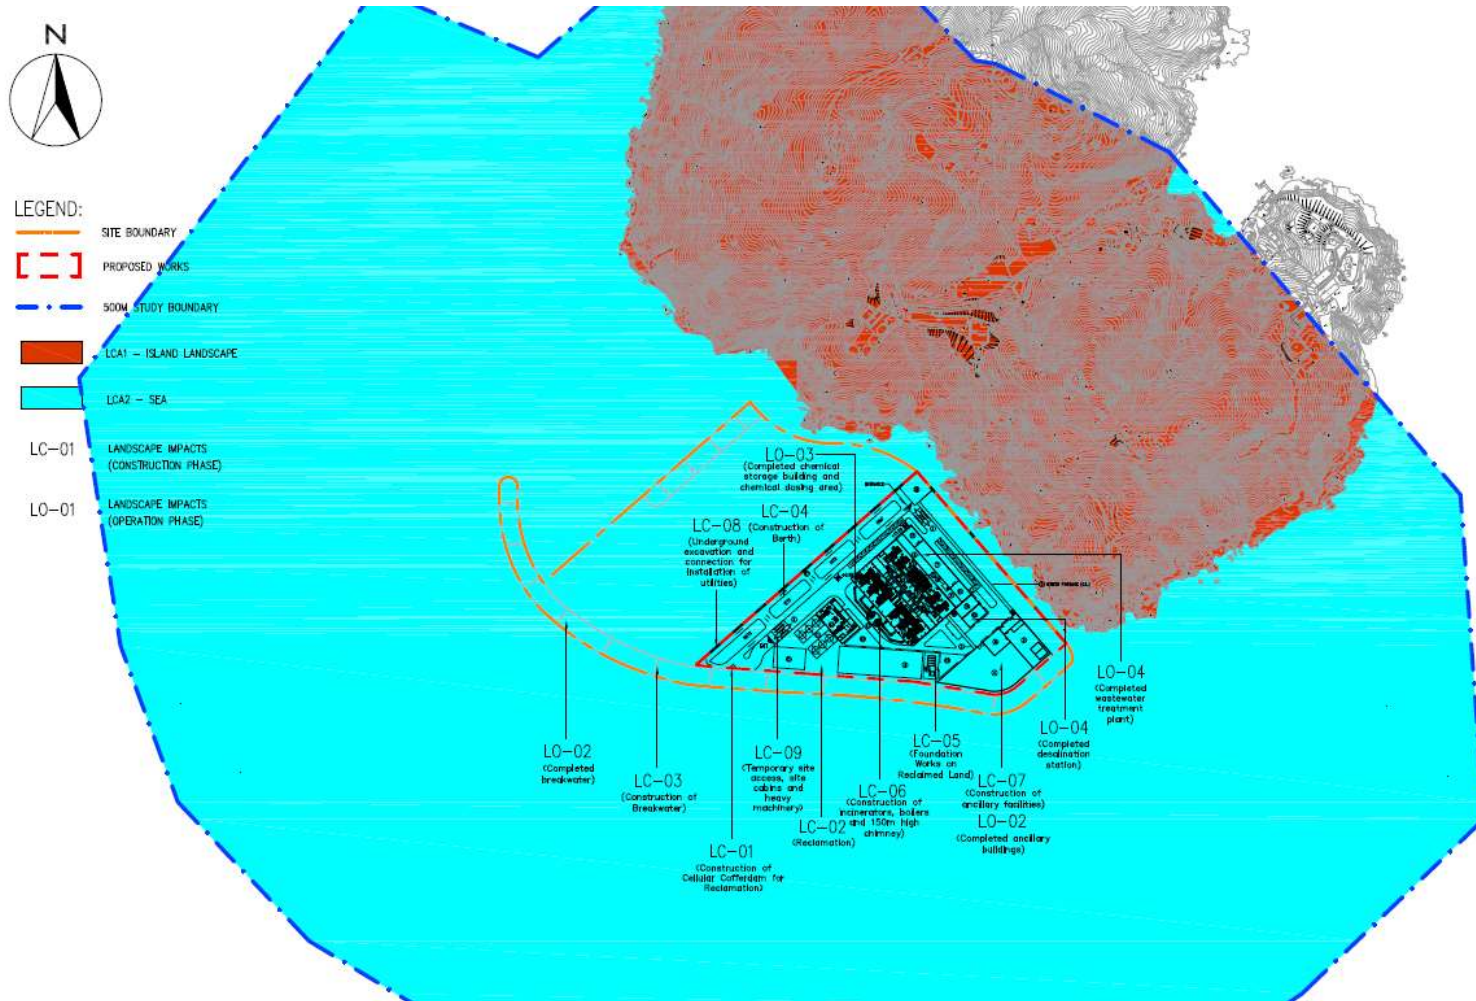 N
LEGEND:
SITE BOUNDARY
PROPOSED WORKS
500M STUDY BOUNDARY
LCA1 - ISLAND LANDSCAPE
LCA2 - SEA
LC-01
LANDSCAPE IMPACTS
(CONSTRUCTION PHASE)
LO-01
LANDSCAPE IMPACTS
(OPERATION PHASE)
LO-03
(Completed chemical
storage building and
chemical dosing area)
LC-04
(Construction of
Berth)
LC-08
(Underground
excavation and
connection for
installation of
utilities)
LO-04
(Completed
wastewater
treatment
plant)
LO-04
(Completed
desalination
station)
LO-02
(Completed
breakwater)
LC-03
(Construction of
Breakwater)
LC-01
(Construction of
Cellular Cofferdam for
Reclamation)
LC-09
(Temporary site
access, site
cabins and
heavy
machinery)
LC-02
(Reclamation)
LC-06
(Construction of
incinerators, boilers
and 150m high
chimney)
LC-05
(Foundation
Works on
Reclaimed Land)
LC-07
(Construction of
ancillary facilities)
LO-02
(Completed ancillary
buildings)